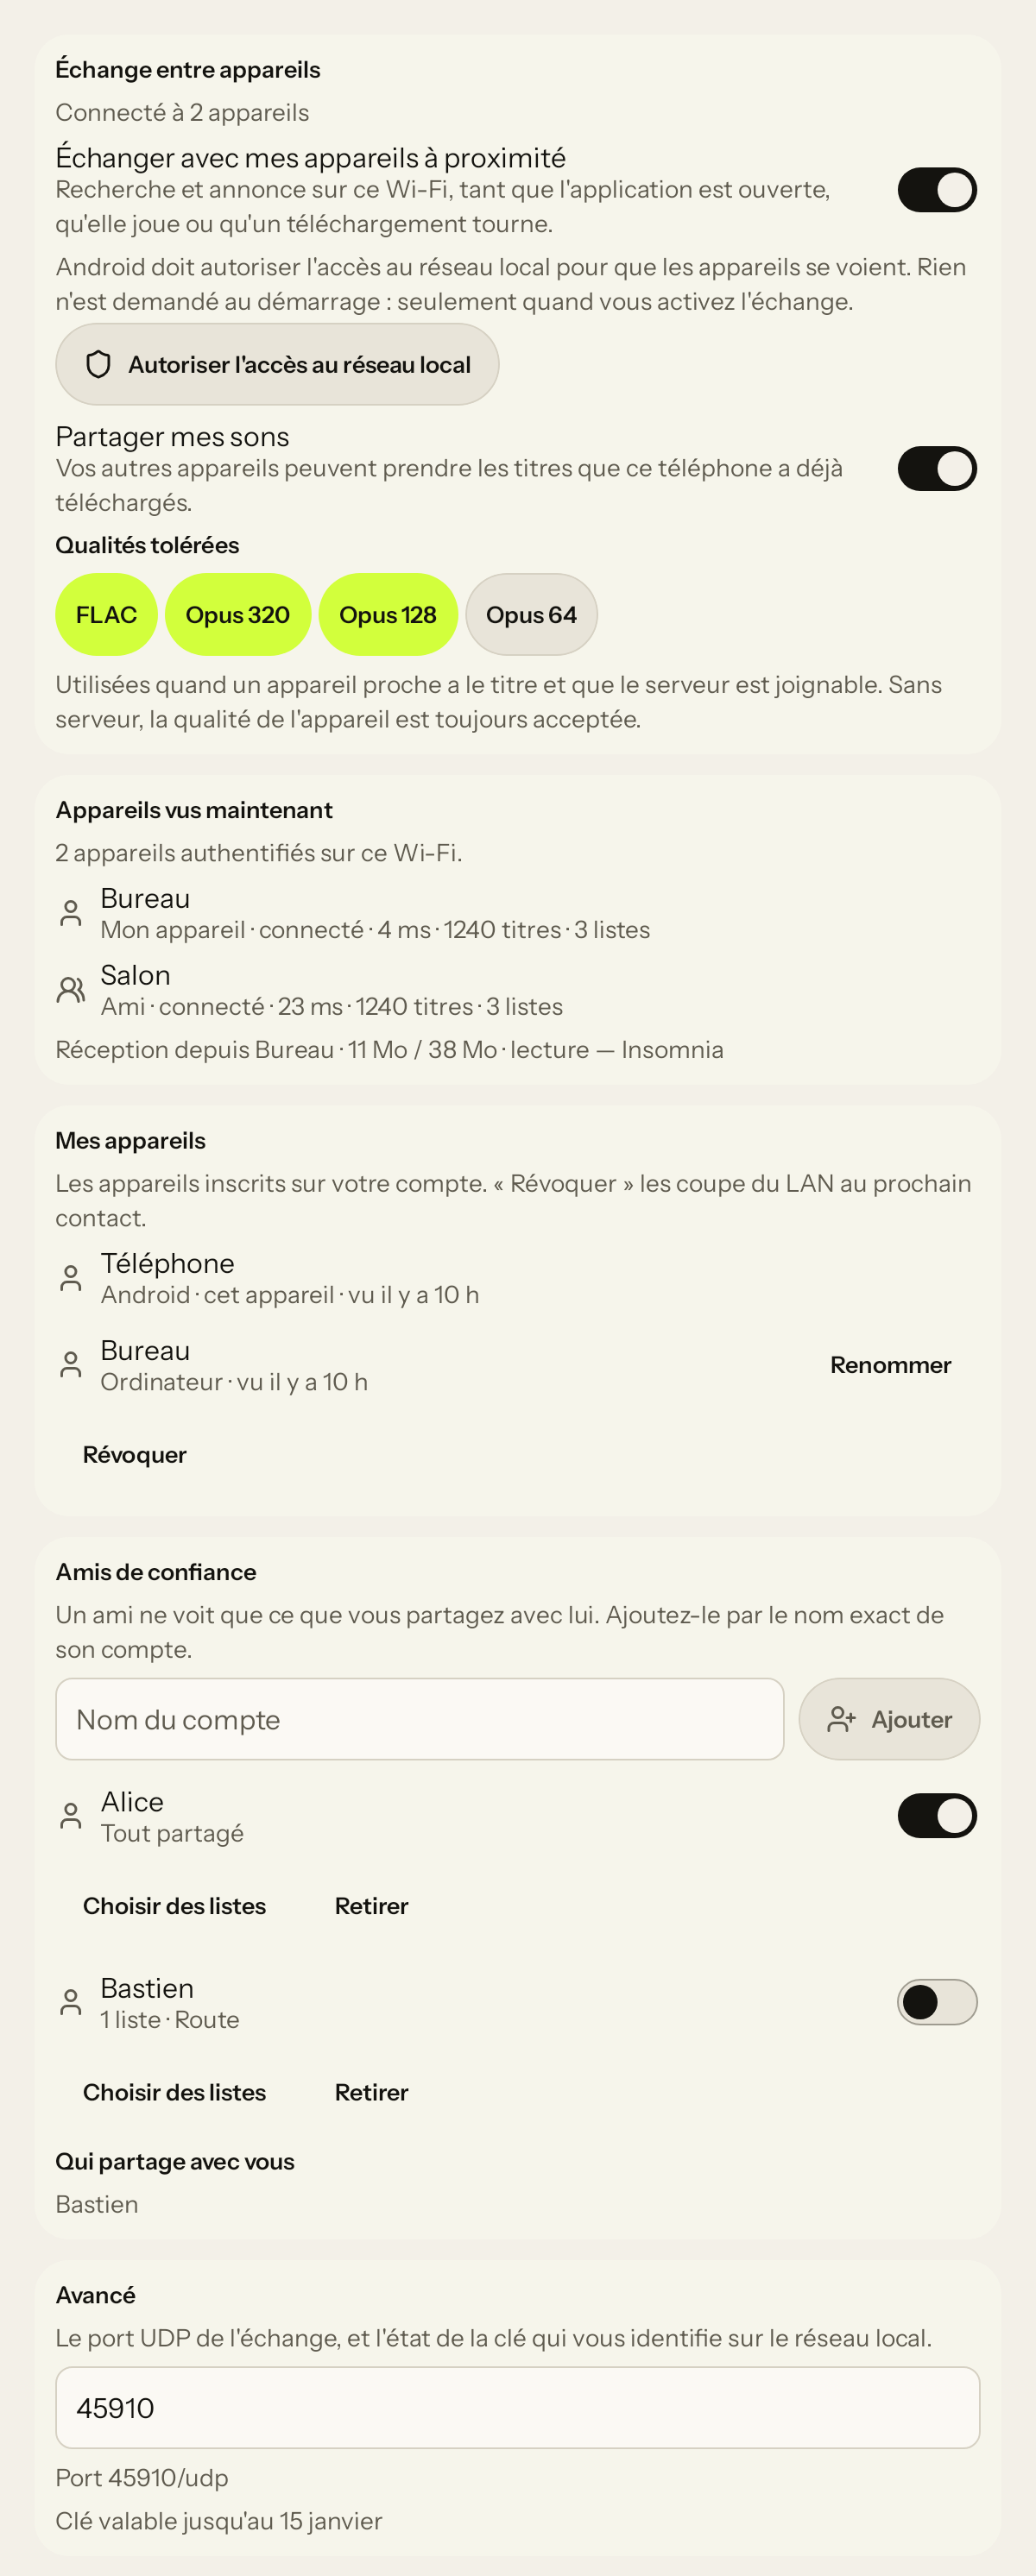 Échange entre appareils
Connecté à 2 appareils
Échanger avec mes appareils à proximité
Recherche et annonce sur ce Wi-Fi, tant que l'application est ouverte,
qu'elle joue ou qu'un téléchargement tourne.
Android doit autoriser l'accès au réseau local pour que les appareils se voient. Rien
n'est demandé au démarrage : seulement quand vous activez l'échange.
Autoriser l'accès au réseau local
Partager mes sons
Vos autres appareils peuvent prendre les titres que ce téléphone a déjà
téléchargés.
Qualités tolérées
FLAC Opus 320 Opus 128 Opus 64
Utilisées quand un appareil proche a le titre et que le serveur est joignable. Sans
serveur, la qualité de l'appareil est toujours acceptée.
Appareils vus maintenant
2 appareils authentifiés sur ce Wi-Fi.
Bureau
Mon appareil · connecté · 4 ms · 1240 titres · 3 listes
Salon
Ami · connecté · 23 ms · 1240 titres · 3 listes
Réception depuis Bureau · 11 Mo / 38 Mo · lecture — Insomnia
Mes appareils
Les appareils inscrits sur votre compte. « Révoquer » les coupe du LAN au prochain
contact.
Téléphone
Android · cet appareil · vu il y a 10 h
Bureau
Ordinateur · vu il y a 10 h
Renommer
Révoquer
Amis de confiance
Un ami ne voit que ce que vous partagez avec lui. Ajoutez-le par le nom exact de
son compte.
Nom du compte
Ajouter
Alice
Tout partagé
Choisir des listes Retirer
Bastien
1 liste · Route
Choisir des listes Retirer
Qui partage avec vous
Bastien
Avancé
Le port UDP de l'échange, et l'état de la clé qui vous identifie sur le réseau local.
45910
Port 45910/udp
Clé valable jusqu'au 15 janvier